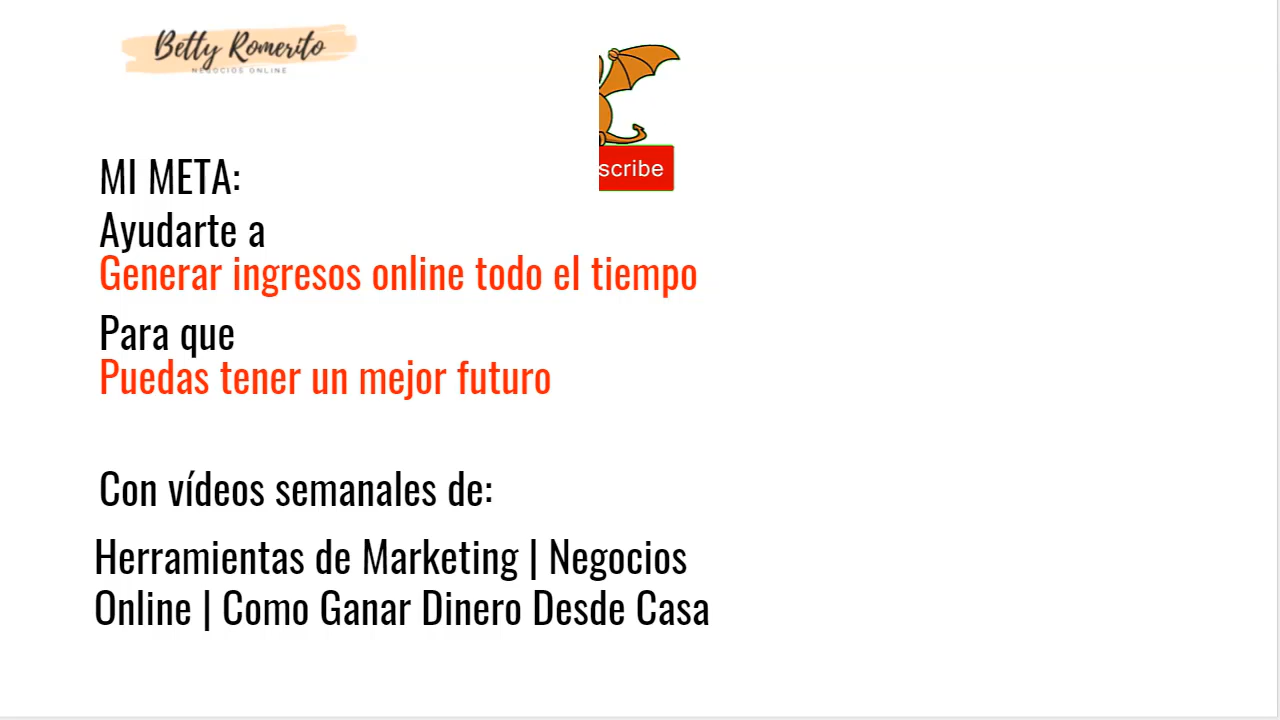 Betty Romerito
NEGOCIOS ONLINE
scribe
MI META:
Ayudarte a
Generar ingresos online todo el tiempo
Para que
Puedas tener un mejor futuro
Con vídeos semanales de:
Herramientas de Marketing | Negocios
Online | Como Ganar Dinero Desde Casa